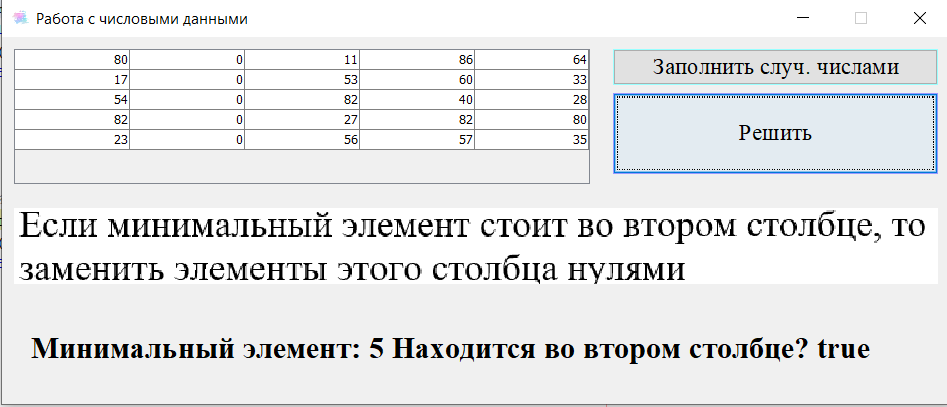 Работа с числовыми данными
80 0 11 86 64
17 0 53 60 33
54 0 82 40 28
82 0 27 82 80
23 0 56 57 35
Заполнить случ. числами
Решить
Если минимальный элемент стоит во втором столбце, то
заменить элементы этого столбца нулями
Минимальный элемент: 5 Находится во втором столбце? true